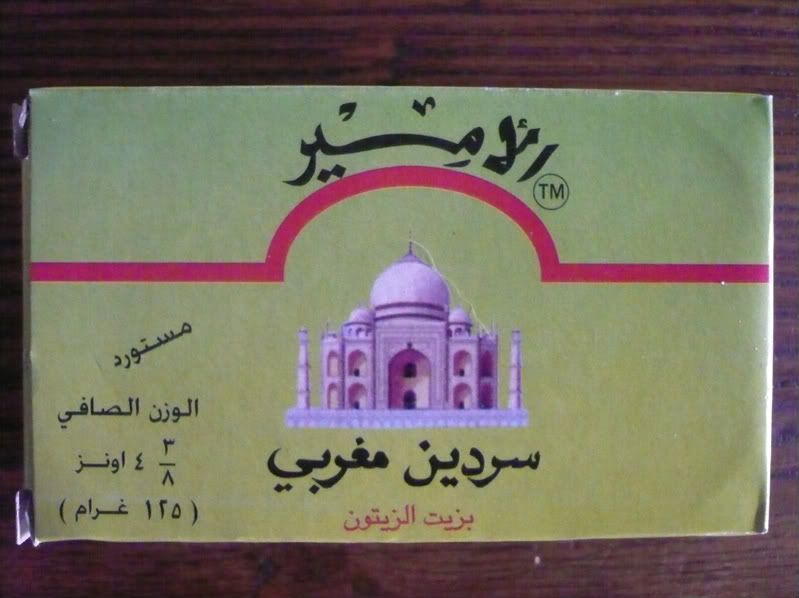 الأمير
TM
مستورد
الوزن الصافي
٤ ٣/٨ اونز
( ١٢٥ غرام )
سردين مغربي
بزيت الزيتون